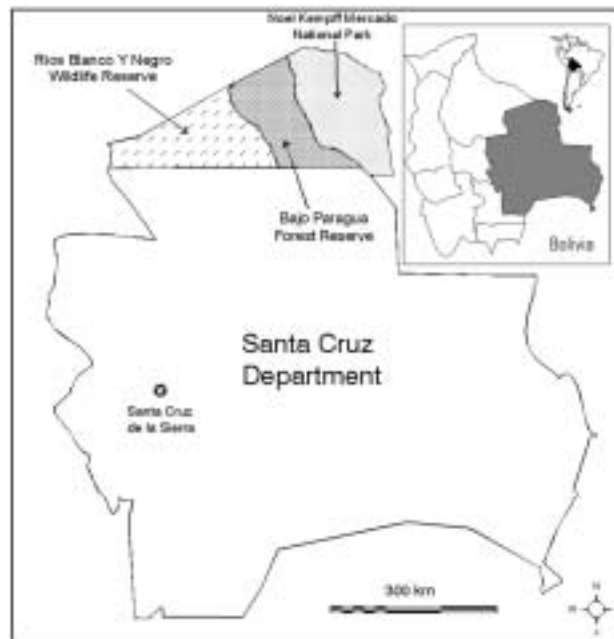 Noel Kempff Mercado
National Park
Rios Blanco Y Negro
Wildlife Reserve
Bajo Paragua
Forest Reserve
Bolivia
Santa Cruz
Department
Santa Cruz
de la Sierra
300 km
N